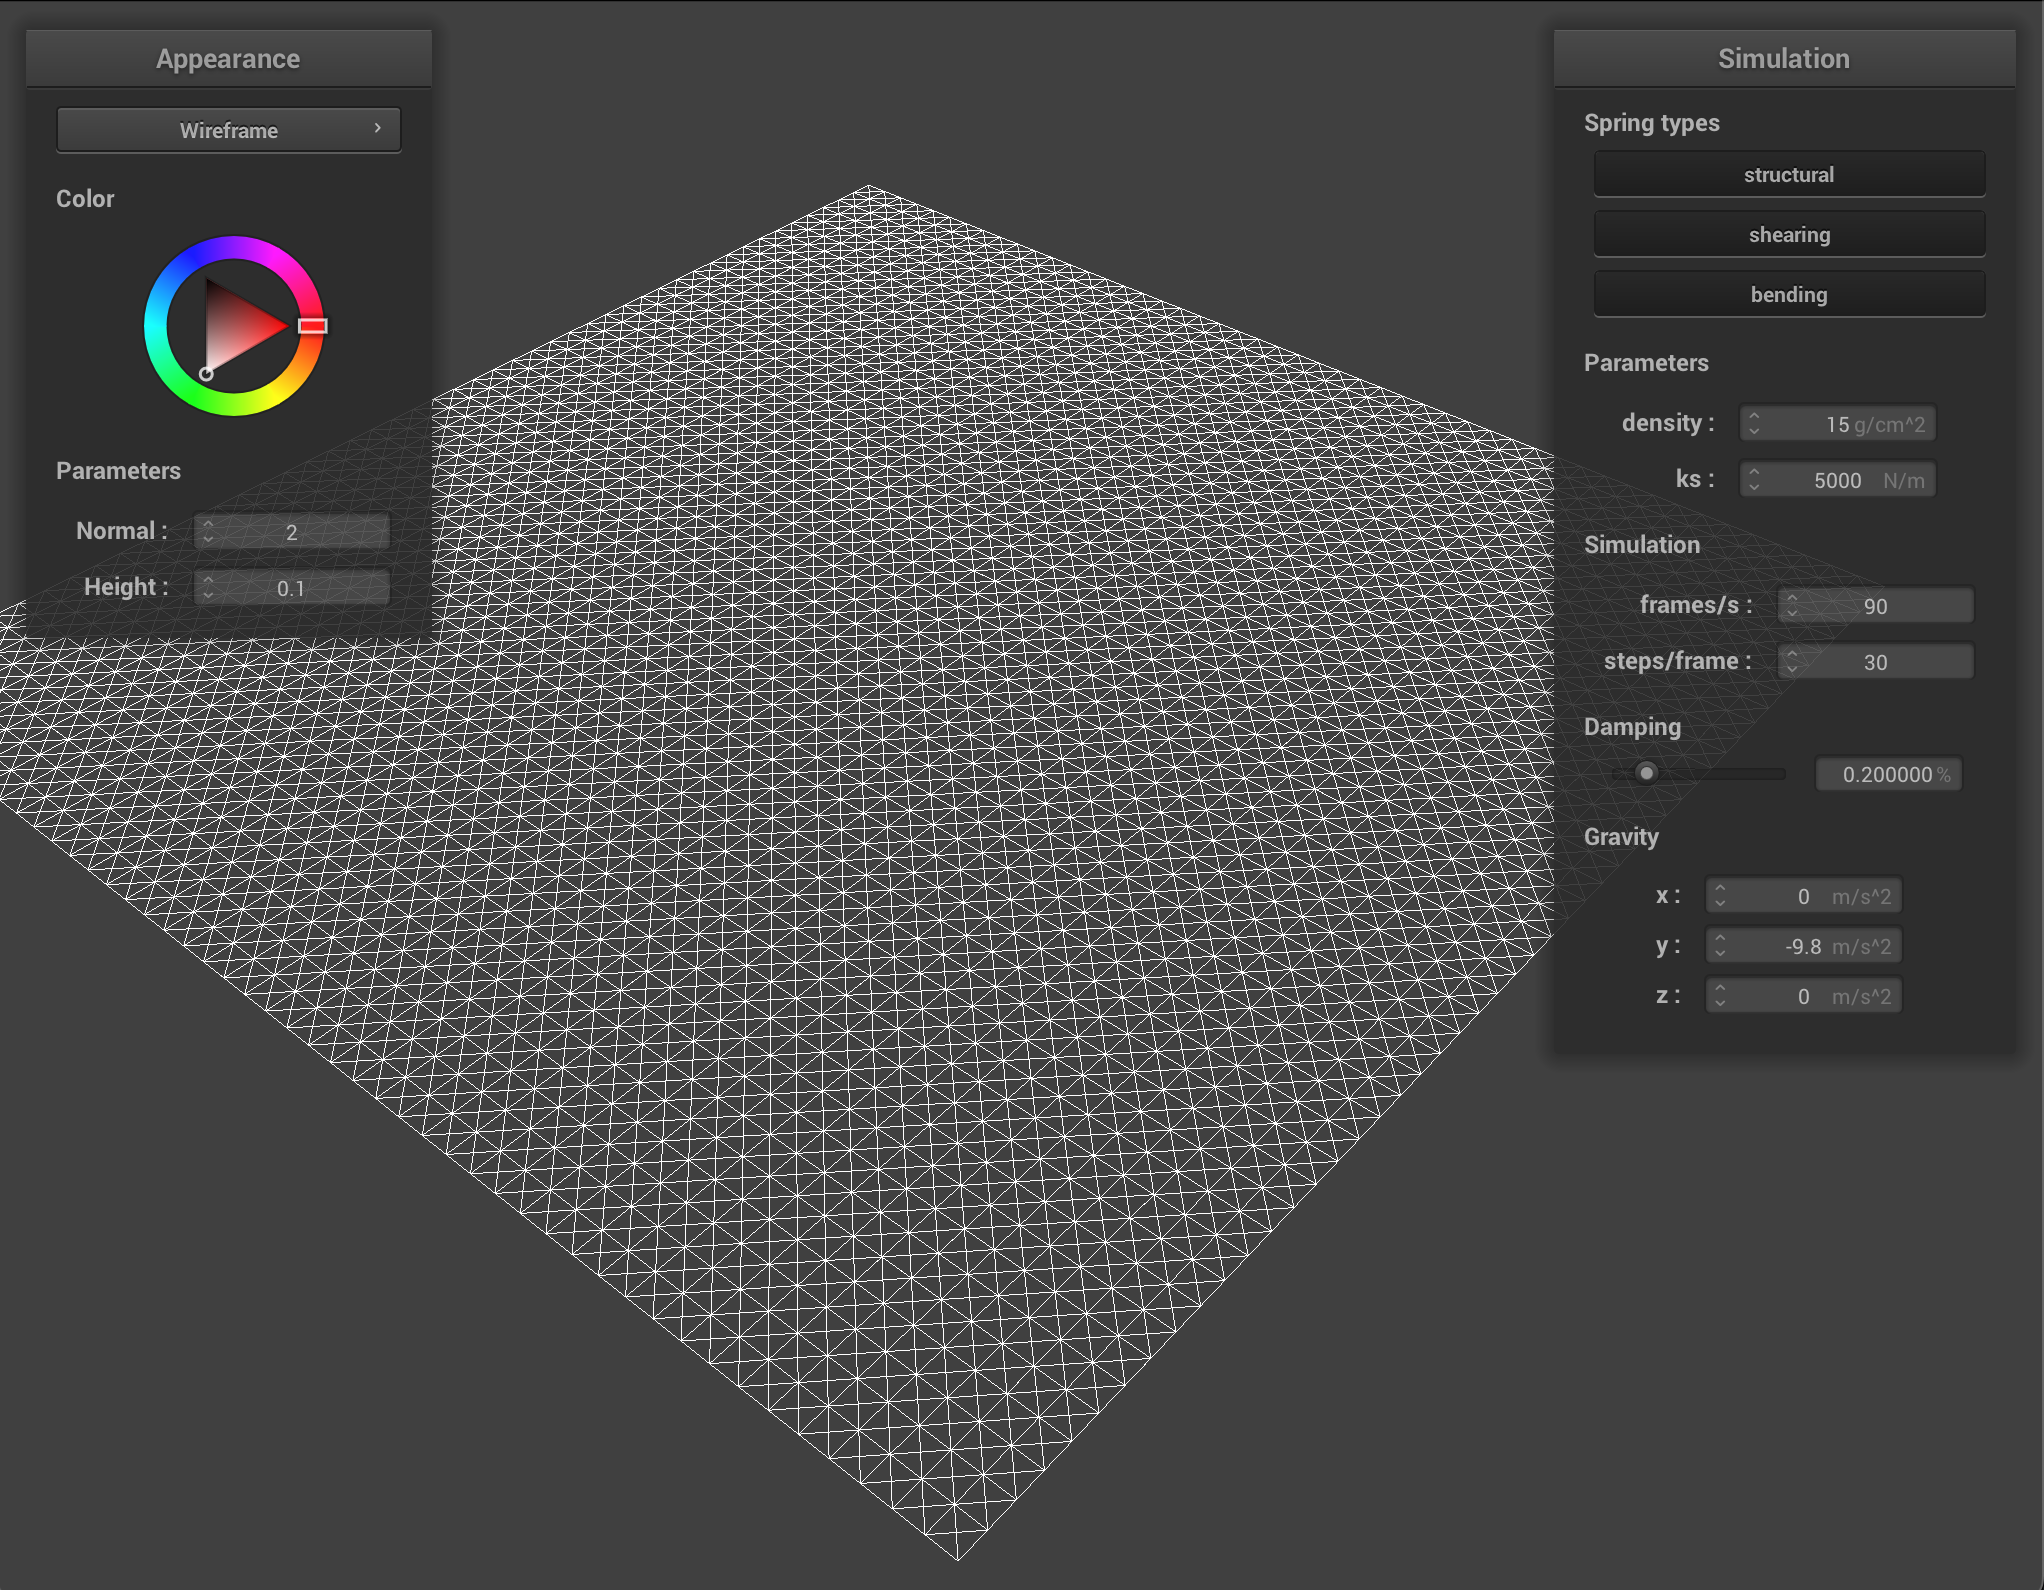 Appearance
Wireframe
Color
Parameters
Normal : 2
Height : 0.1
Simulation
Spring types
structural
shearing
bending
Parameters
density : 15 g/cm^2
ks : 5000 N/m
Simulation
frames/s : 90
steps/frame : 30
Damping
0.200000 %
Gravity
x : 0 m/s^2
y : -9.8 m/s^2
z : 0 m/s^2